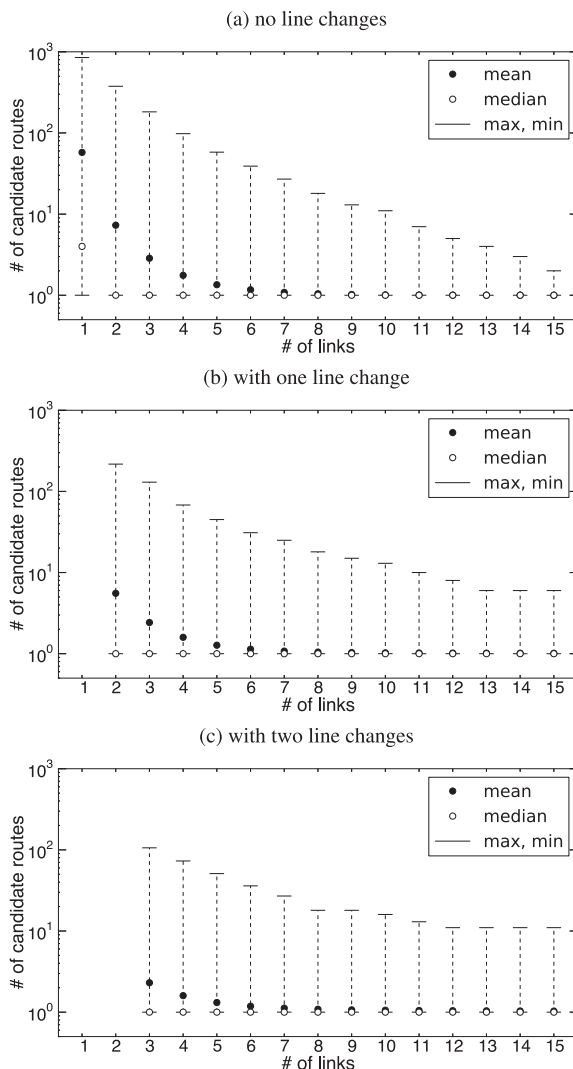 (a) no line changes
10^3
10^2
10^1
10^0
# of candidate routes
mean
median
max, min
1 2 3 4 5 6 7 8 9 10 11 12 13 14 15
# of links
(b) with one line change
10^3
10^2
10^1
10^0
# of candidate routes
mean
median
max, min
1 2 3 4 5 6 7 8 9 10 11 12 13 14 15
# of links
(c) with two line changes
10^3
10^2
10^1
10^0
# of candidate routes
mean
median
max, min
1 2 3 4 5 6 7 8 9 10 11 12 13 14 15
# of links